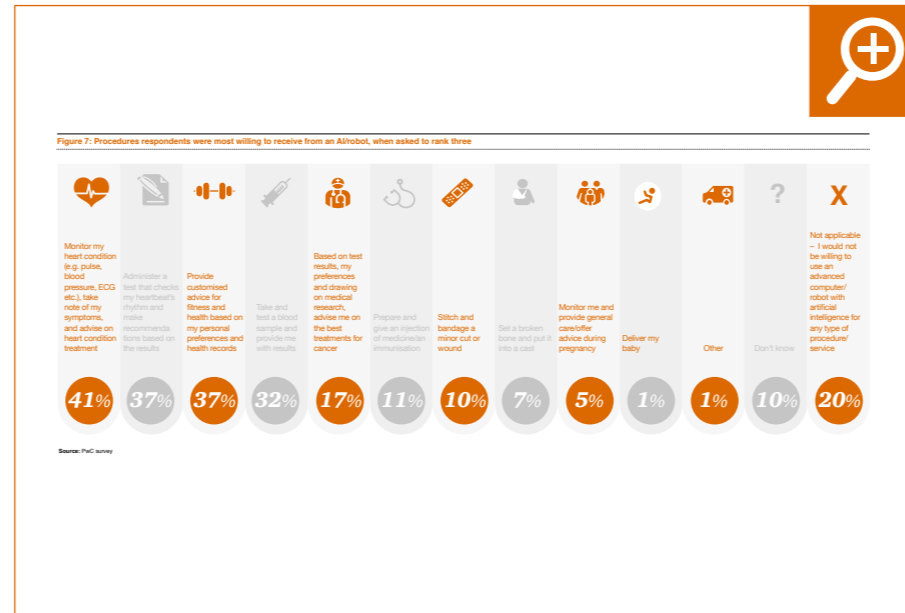 Figure 7: Procedures respondents were most willing to receive from an AI/robot, when asked to rank three
Monitor my
heart condition
(e.g. pulse,
blood
pressure, ECG
etc.), take
note of my
symptoms,
and advise on
heart condition
treatment
41%
Administer a
test that checks
my heartbeat's
rhythm and
make
recommenda
tions based on
the results
37%
Provide
customised
advice for
fitness and
health based on
my personal
preferences and
health records
37%
Take and
test a blood
sample and
provide me
with results
32%
Based on test
results, my
preferences
and drawing
on medical
research,
advise me on
the best
treatments for
cancer
17%
Prepare and
give an injection
of medicine/an
immunisation
11%
Stitch and
bandage a
minor cut or
wound
10%
Set a broken
bone and put it
into a cast
7%
Monitor me and
provide general
care/offer
advice during
pregnancy
5%
Deliver my
baby
1%
Other
1%
?
Don't know
10%
X
Not applicable
– I would not
be willing to
use an
advanced
computer/
robot with
artificial
intelligence for
any type of
procedure/
service
20%
Source: PwC survey